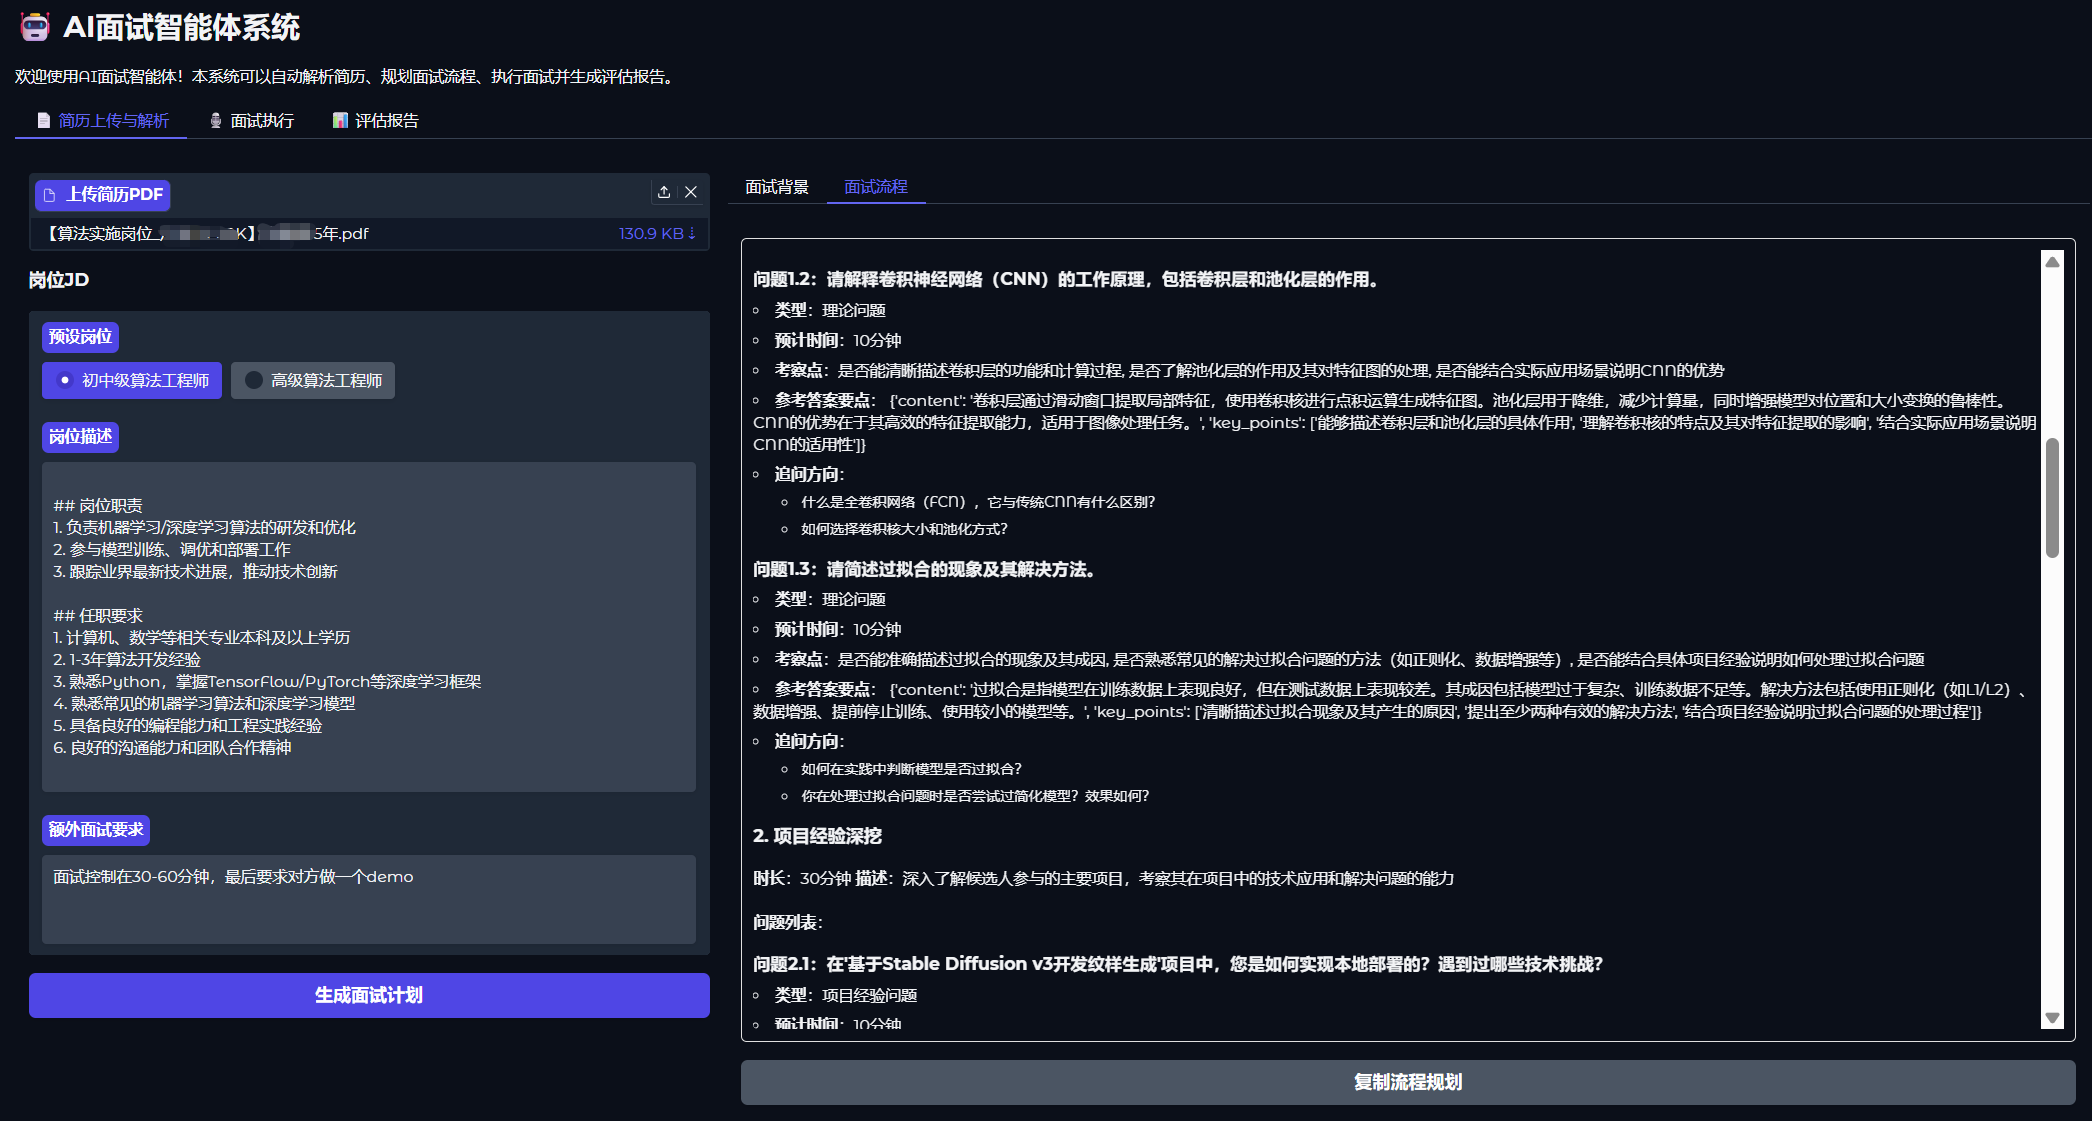 AI面试智能体系统
欢迎使用AI面试智能体！本系统可以自动解析简历、规划面试流程、执行面试并生成评估报告。
简历上传与解析 面试执行 评估报告
上传简历PDF
【算法实施岗位_ K】 5年.pdf 130.9 KB ↓
岗位JD
预设岗位
初中级算法工程师 高级算法工程师
岗位描述
## 岗位职责
1. 负责机器学习/深度学习算法的研发和优化
2. 参与模型训练、调优和部署工作
3. 跟踪业界最新技术进展，推动技术创新
## 任职要求
1. 计算机、数学等相关专业本科及以上学历
2. 1-3年算法开发经验
3. 熟悉Python，掌握TensorFlow/PyTorch等深度学习框架
4. 熟悉常见的机器学习算法和深度学习模型
5. 具备良好的编程能力和工程实践经验
6. 良好的沟通能力和团队合作精神
额外面试要求
面试控制在30-60分钟，最后要求对方做一个demo
生成面试计划
面试背景 面试流程
问题1.2：请解释卷积神经网络（CNN）的工作原理，包括卷积层和池化层的作用。
类型：理论问题
预计时间：10分钟
考察点：是否能清晰描述卷积层的功能和计算过程, 是否了解池化层的作用及其对特征图的处理, 是否能结合实际应用场景说明CNN的优势
参考答案要点： {'content': '卷积层通过滑动窗口提取局部特征，使用卷积核进行点积运算生成特征图。池化层用于降维，减少计算量，同时增强模型对位置和大小变换的鲁棒性。
CNN的优势在于其高效的特征提取能力，适用于图像处理任务。', 'key_points': ['能够描述卷积层和池化层的具体作用', '理解卷积核的特点及其对特征提取的影响', '结合实际应用场景说明
CNN的适用性']}
追问方向：
什么是全卷积网络（FCN），它与传统CNN有什么区别？
如何选择卷积核大小和池化方式？
问题1.3：请简述过拟合的现象及其解决方法。
类型：理论问题
预计时间：10分钟
考察点：是否能准确描述过拟合的现象及其成因, 是否熟悉常见的解决过拟合问题的方法（如正则化、数据增强等）, 是否能结合具体项目经验说明如何处理过拟合问题
参考答案要点： {'content': '过拟合是指模型在训练数据上表现良好，但在测试数据上表现较差。其成因包括模型过于复杂、训练数据不足等。解决方法包括使用正则化（如L1/L2）、
数据增强、提前停止训练、使用较小的模型等。', 'key_points': ['清晰描述过拟合现象及其产生的原因', '提出至少两种有效的解决方法', '结合项目经验说明过拟合问题的处理过程']}
追问方向：
如何在实践中判断模型是否过拟合？
你在处理过拟合问题时是否尝试过简化模型？效果如何？
2. 项目经验深挖
时长：30分钟 描述：深入了解候选人参与的主要项目，考察其在项目中的技术应用和解决问题的能力
问题列表：
问题2.1：在'基于Stable Diffusion v3开发纹样生成'项目中，您是如何实现本地部署的？遇到过哪些技术挑战？
类型：项目经验问题
预计时间：10分钟
复制流程规划